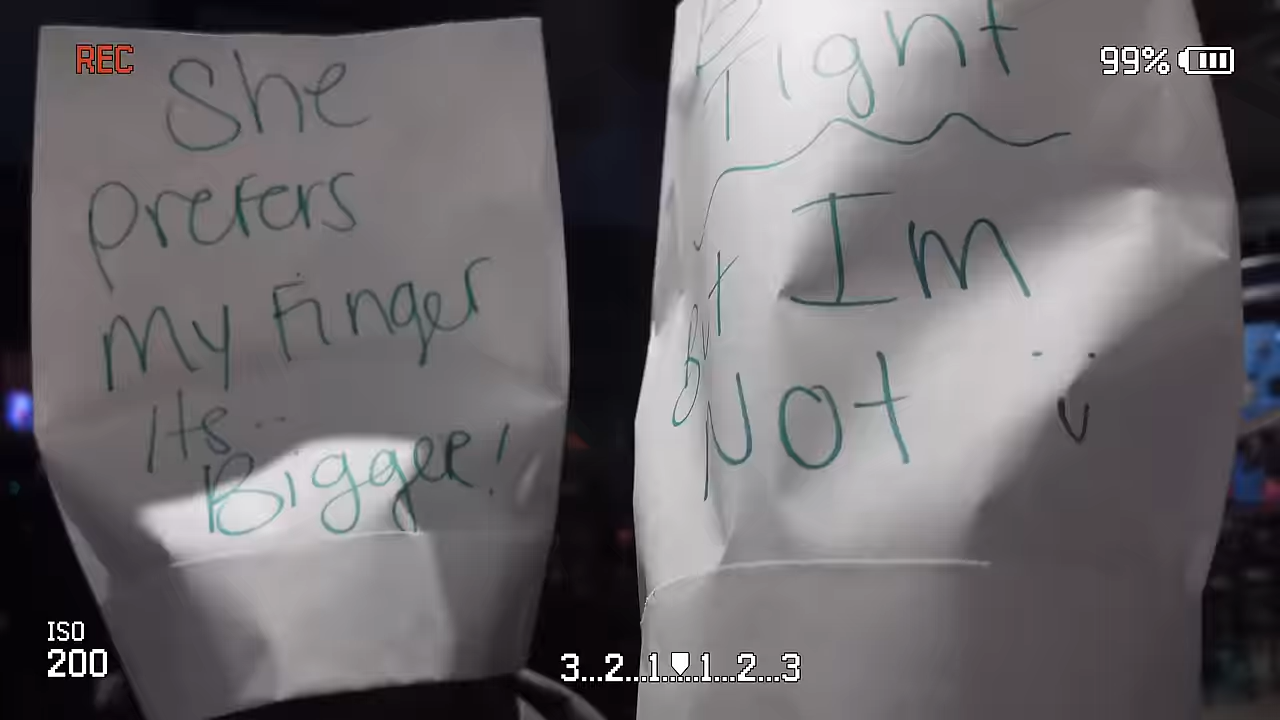 REC
99%
She
prefers
My Finger
Its..
Bigger!
Fight
But
I Im
Not
ISO
200
3...2...1.....1...2...3